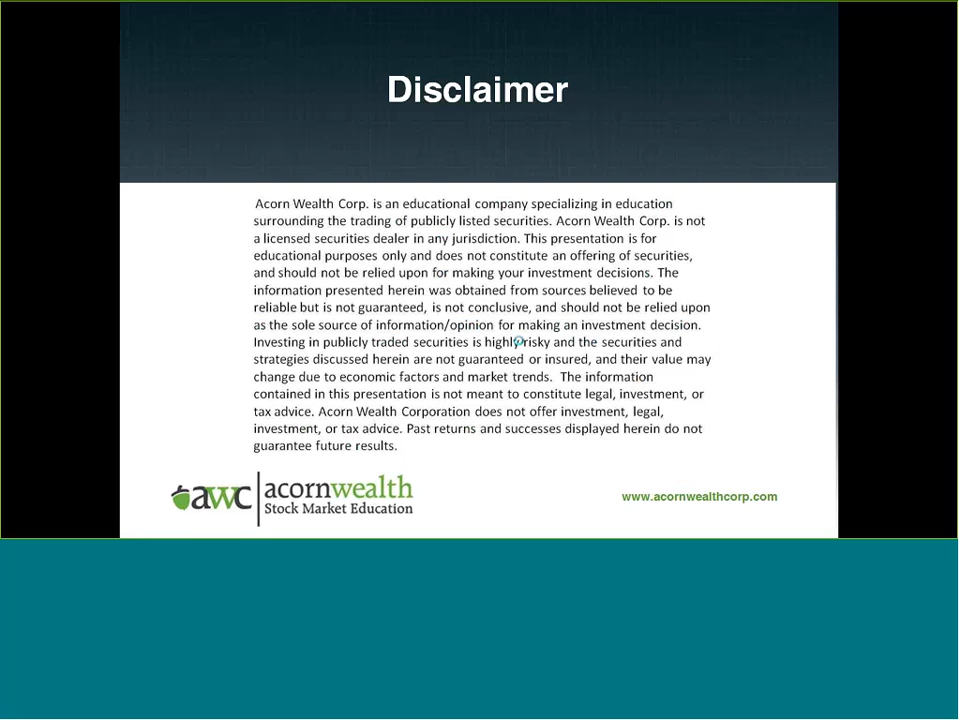 Disclaimer
Acorn Wealth Corp. is an educational company specializing in education
surrounding the trading of publicly listed securities. Acorn Wealth Corp. is not
a licensed securities dealer in any jurisdiction. This presentation is for
educational purposes only and does not constitute an offering of securities,
and should not be relied upon for making your investment decisions. The
information presented herein was obtained from sources believed to be
reliable but is not guaranteed, is not conclusive, and should not be relied upon
as the sole source of information/opinion for making an investment decision.
Investing in publicly traded securities is highly risky and the securities and
strategies discussed herein are not guaranteed or insured, and their value may
change due to economic factors and market trends.  The information
contained in this presentation is not meant to constitute legal, investment, or
tax advice. Acorn Wealth Corporation does not offer investment, legal,
investment, or tax advice. Past returns and successes displayed herein do not
guarantee future results.
awc
acornwealth
Stock Market Education
www.acornwealthcorp.com